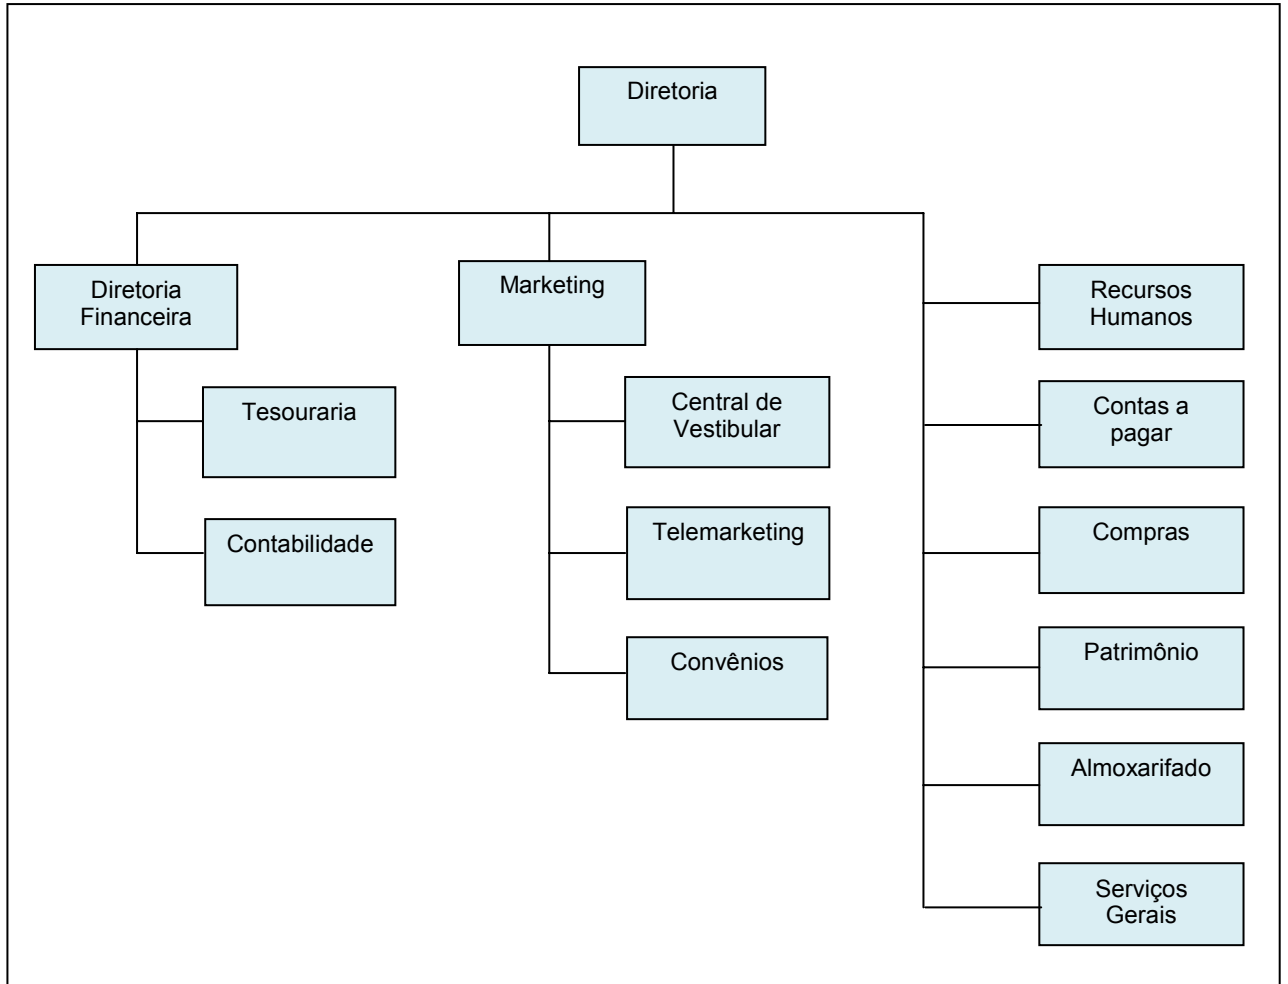 Diretoria
Diretoria
Financeira
Tesouraria
Contabilidade
Marketing
Central de
Vestibular
Telemarketing
Convênios
Recursos
Humanos
Contas a
pagar
Compras
Patrimônio
Almoxarifado
Serviços
Gerais